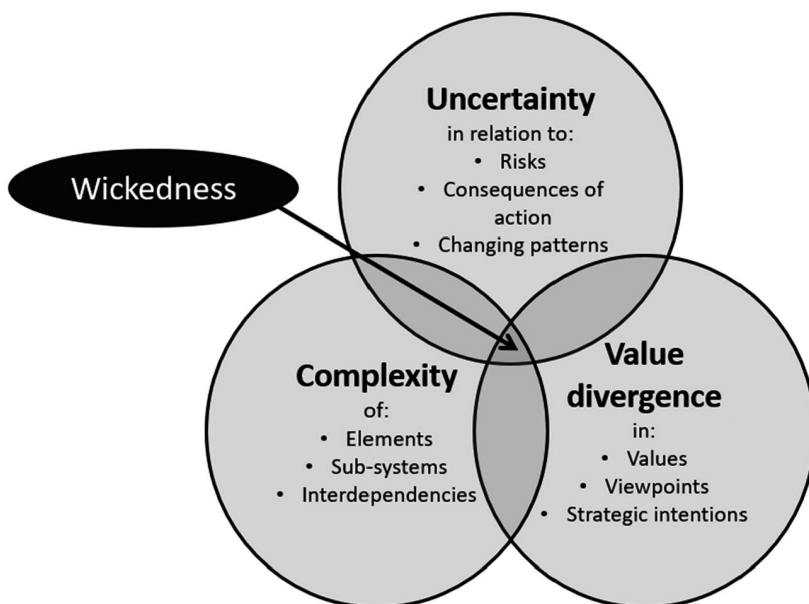 Uncertainty
in relation to:
• Risks
• Consequences of
action
• Changing patterns
Wickedness
Complexity
of:
• Elements
• Sub-systems
• Interdependencies
Value
divergence
in:
• Values
• Viewpoints
• Strategic intentions